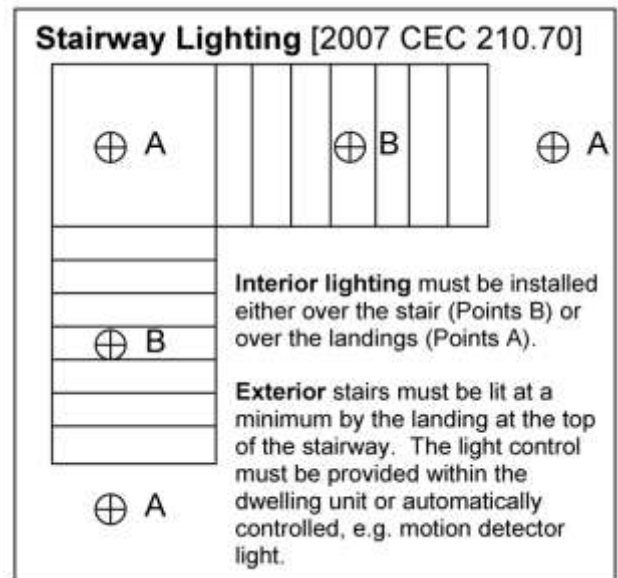 Stairway Lighting [2007 CEC 210.70]
A
B
A
Interior lighting must be installed
either over the stair (Points B) or
over the landings (Points A).
B
Exterior stairs must be lit at a
minimum by the landing at the top
of the stairway. The light control
must be provided within the
dwelling unit or automatically
controlled, e.g. motion detector
light.
A